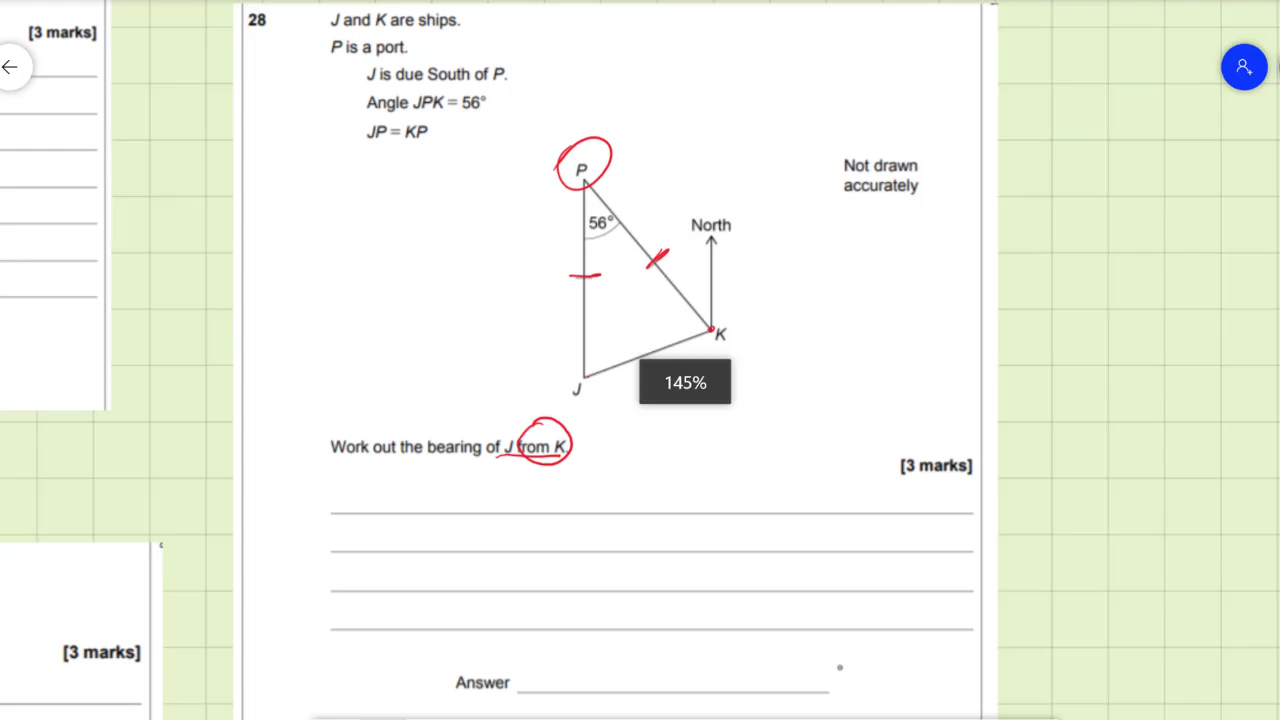 [3 marks]
28 J and K are ships.
P is a port.
J is due South of P.
Angle JPK = 56°
JP = KP
P
Not drawn
accurately
56°
North
K
J
145%
Work out the bearing of J from K.
[3 marks]
[3 marks]
Answer °